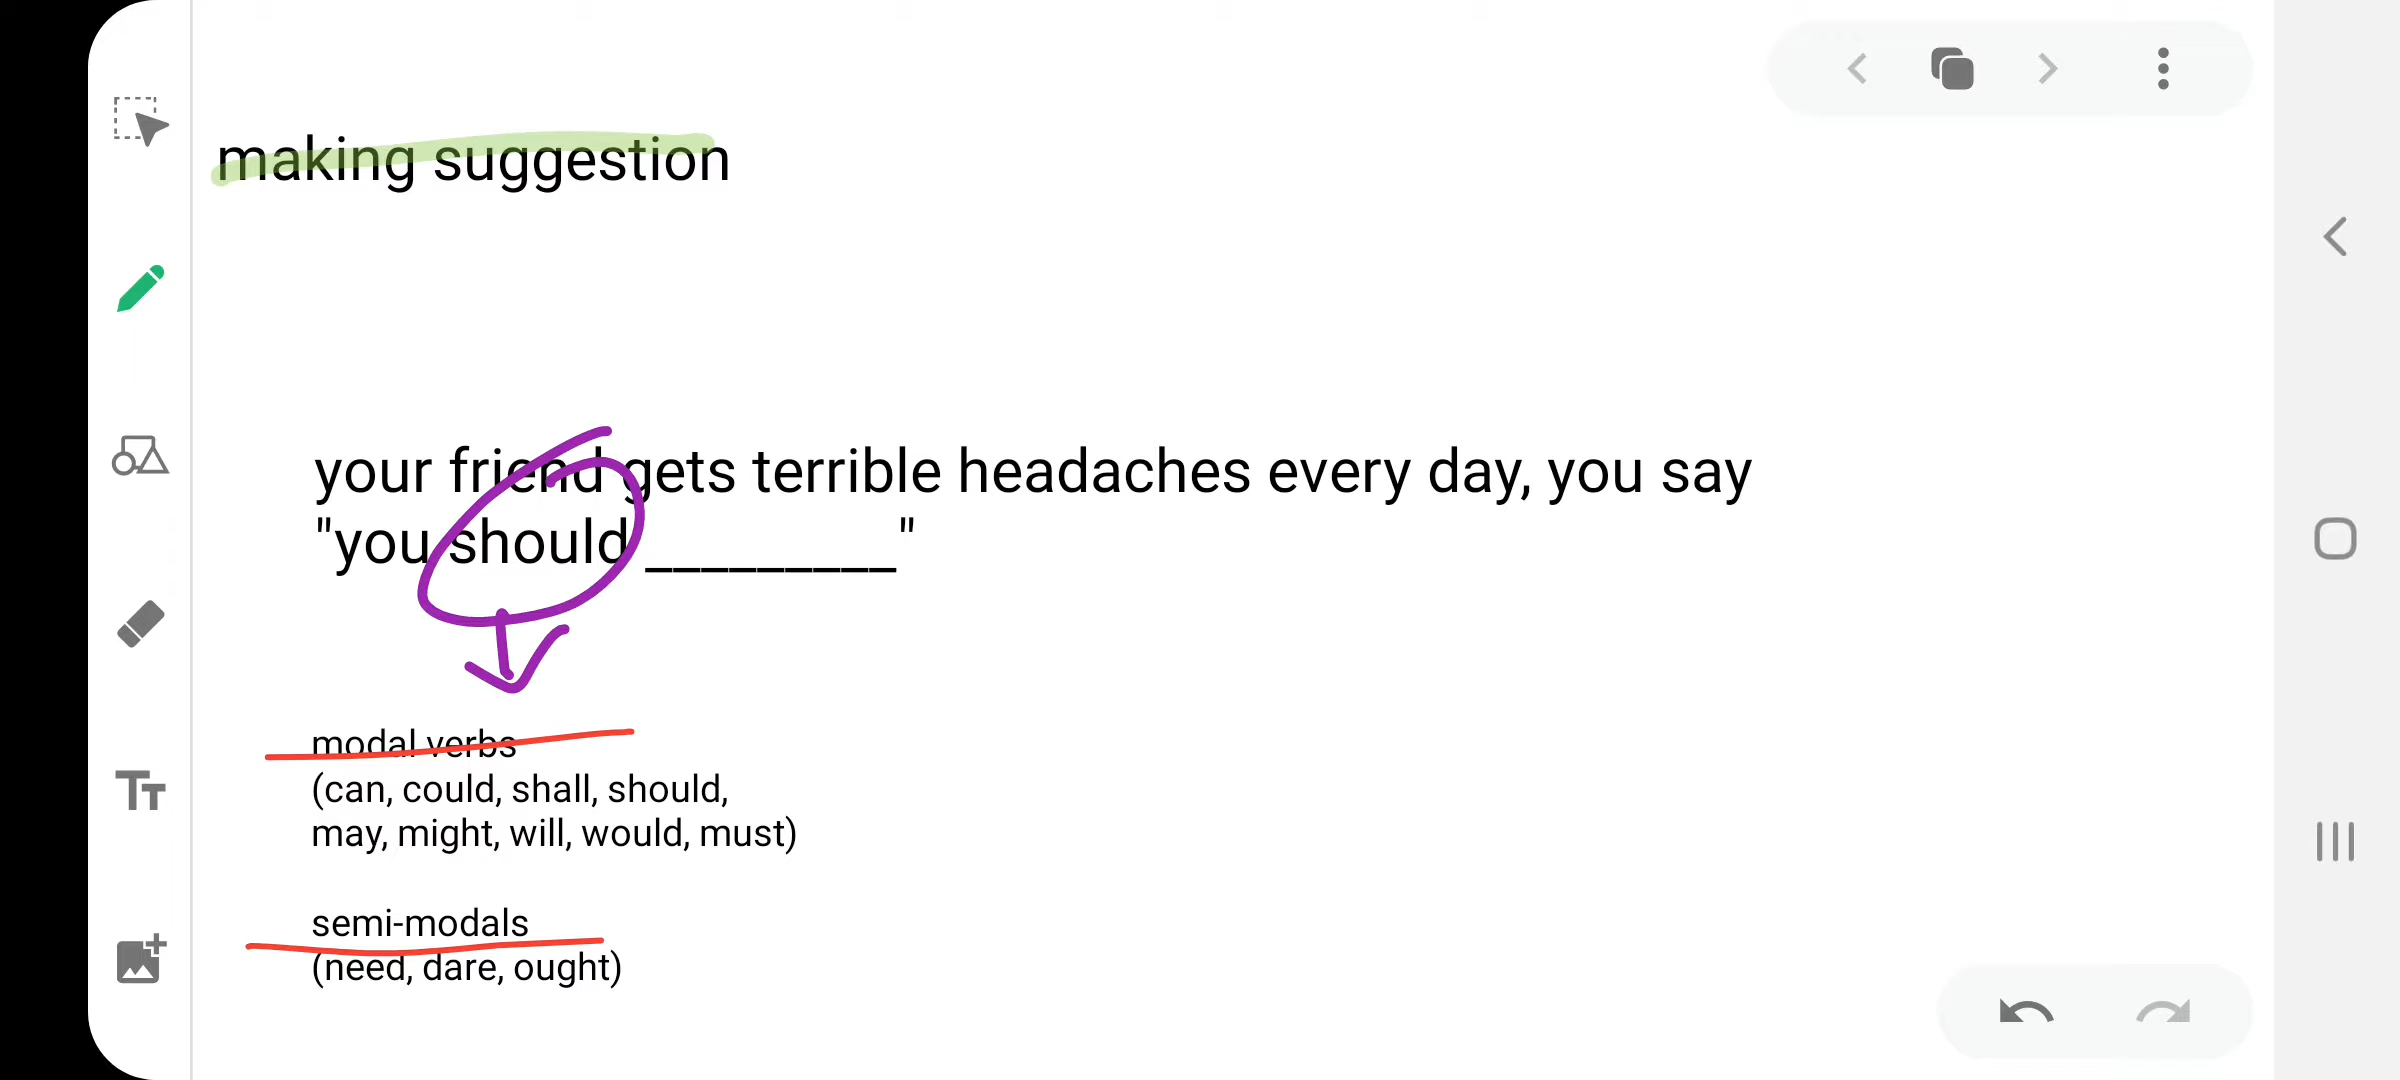 making suggestion
your friend gets terrible headaches every day, you say
"you should _________"
modal verbs
(can, could, shall, should,
may, might, will, would, must)
semi-modals
(need, dare, ought)